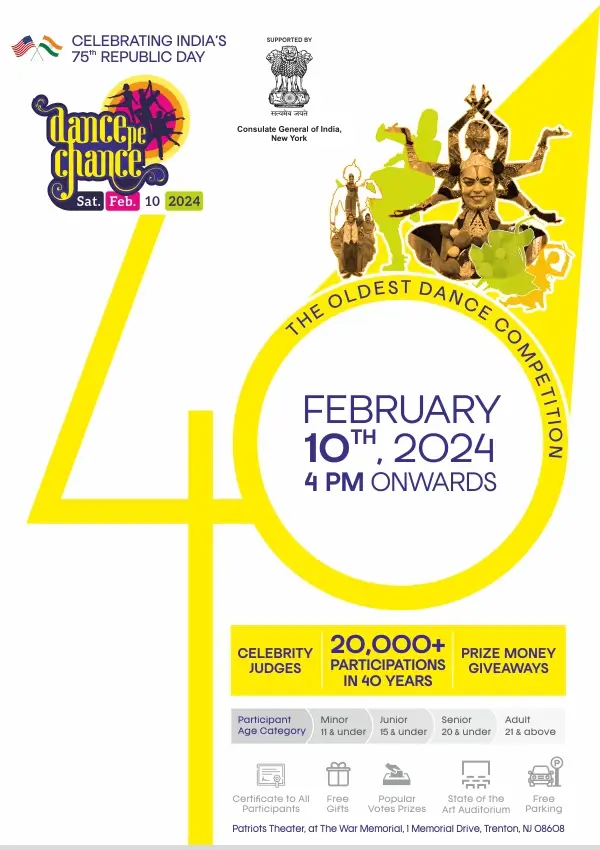 CELEBRATING INDIA'S
75th REPUBLIC DAY
SUPPORTED BY
सत्यमेव जयते
Consulate General of India,
New York
dance pe
chance
Sat. Feb. 10 2024
40
THE OLDEST DANCE COMPETITION
FEBRUARY
10TH, 2024
4 PM ONWARDS
CELEBRITY
JUDGES
20,000+
PARTICIPATIONS
IN 40 YEARS
PRIZE MONEY
GIVEAWAYS
Participant
Age Category
Minor
11 & under
Junior
15 & under
Senior
20 & under
Adult
21 & above
Certificate to All
Participants
Free
Gifts
Popular
Votes Prizes
State of the
Art Auditorium
P
Free
Parking
Patriots Theater, at The War Memorial, 1 Memorial Drive, Trenton, NJ 08608